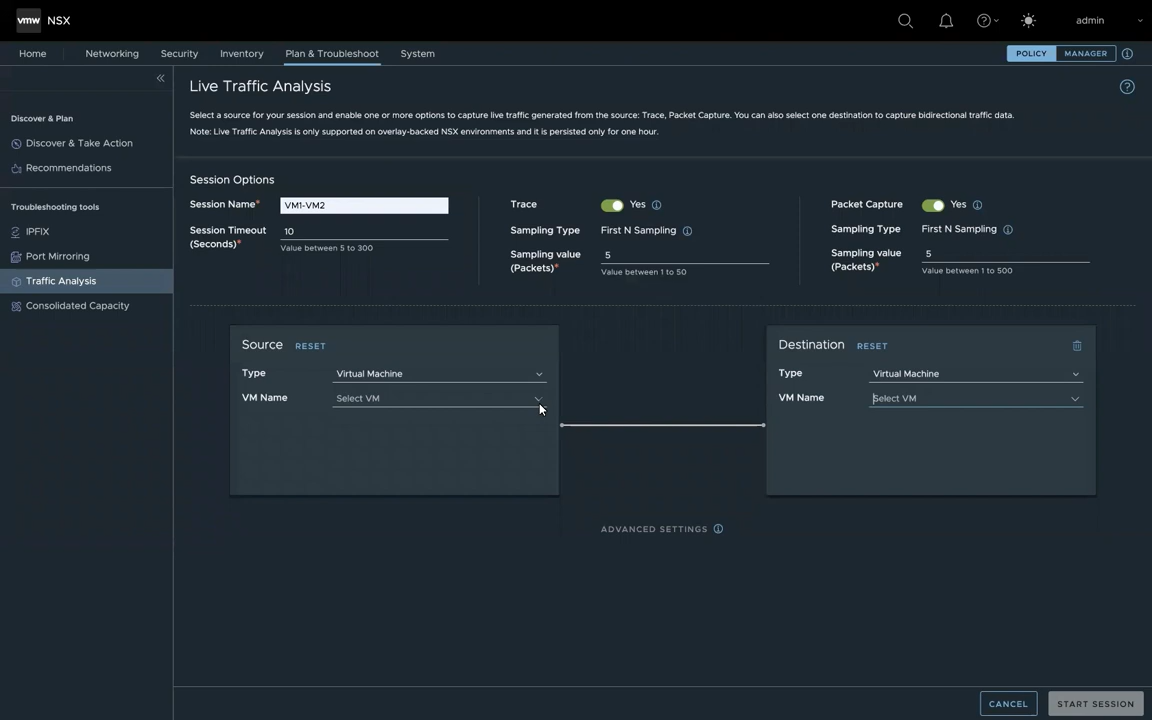 vmw NSX
admin
Home Networking Security Inventory Plan & Troubleshoot System
POLICY MANAGER
Discover & Plan
Discover & Take Action
Recommendations
Troubleshooting tools
IPFIX
Port Mirroring
Traffic Analysis
Consolidated Capacity
Live Traffic Analysis
Select a source for your session and enable one or more options to capture live traffic generated from the source: Trace, Packet Capture. You can also select one destination to capture bidirectional traffic data.
Note: Live Traffic Analysis is only supported on overlay-backed NSX environments and it is persisted only for one hour.
Session Options
Session Name* VM1-VM2
Session Timeout (Seconds)* 10
Value between 5 to 300
Trace Yes
Sampling Type First N Sampling
Sampling value (Packets)* 5
Value between 1 to 50
Packet Capture Yes
Sampling Type First N Sampling
Sampling value (Packets)* 5
Value between 1 to 500
Source RESET
Type Virtual Machine
VM Name Select VM
Destination RESET
Type Virtual Machine
VM Name Select VM
ADVANCED SETTINGS
CANCEL START SESSION